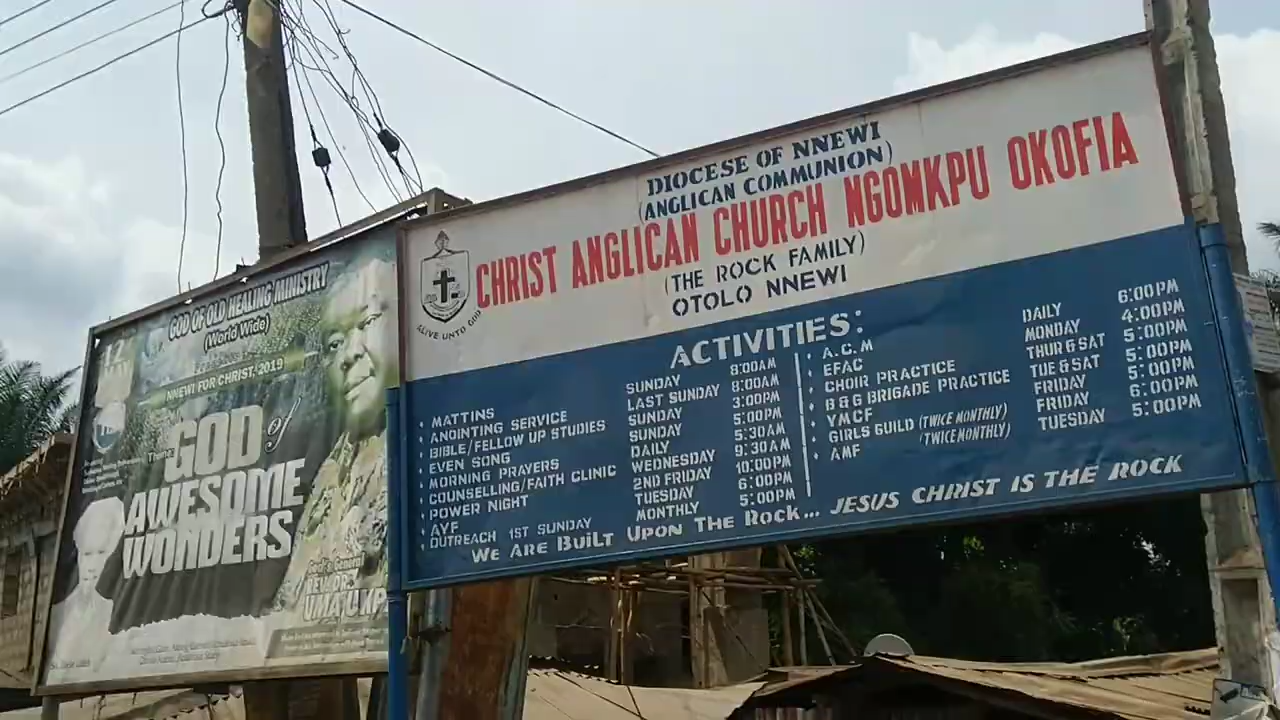 GOD OF OLD HEALING MINISTRY
(World Wide)
NNEWI FOR CHRIST, 2019
Theme:
GOD of
AWESOME
WONDERS
DIOCESE OF NNEWI
(ANGLICAN COMMUNION)
CHRIST ANGLICAN CHURCH NGOMKPU OKOFIA
(THE ROCK FAMILY)
OTOLO NNEWI
ALIVE UNTO GOD
ACTIVITIES:
• MATTINS SUNDAY 8:00AM
• ANOINTING SERVICE LAST SUNDAY 8:00AM
• BIBLE/FELLOW UP STUDIES SUNDAY 3:00PM
• EVEN SONG SUNDAY 5:00PM
• MORNING PRAYERS DAILY 5:30AM
• COUNSELLING/FAITH CLINIC WEDNESDAY 9:30AM
• POWER NIGHT 2ND FRIDAY 10:00PM
• AYF TUESDAY 6:00PM
• OUTREACH 1ST SUNDAY MONTHLY 5:00PM
• A.C.M DAILY 6:00PM
• EFAC MONDAY 4:00PM
• CHOIR PRACTICE THUR&SAT 5:00PM
• B&G BRIGADE PRACTICE TUE&SAT 5:00PM
• YMCF (TWICE MONTHLY) FRIDAY 5:00PM
• GIRLS GUILD (TWICE MONTHLY) FRIDAY 6:00PM
• AMF TUESDAY 5:00PM
WE ARE BUILT UPON THE ROCK... JESUS CHRIST IS THE ROCK